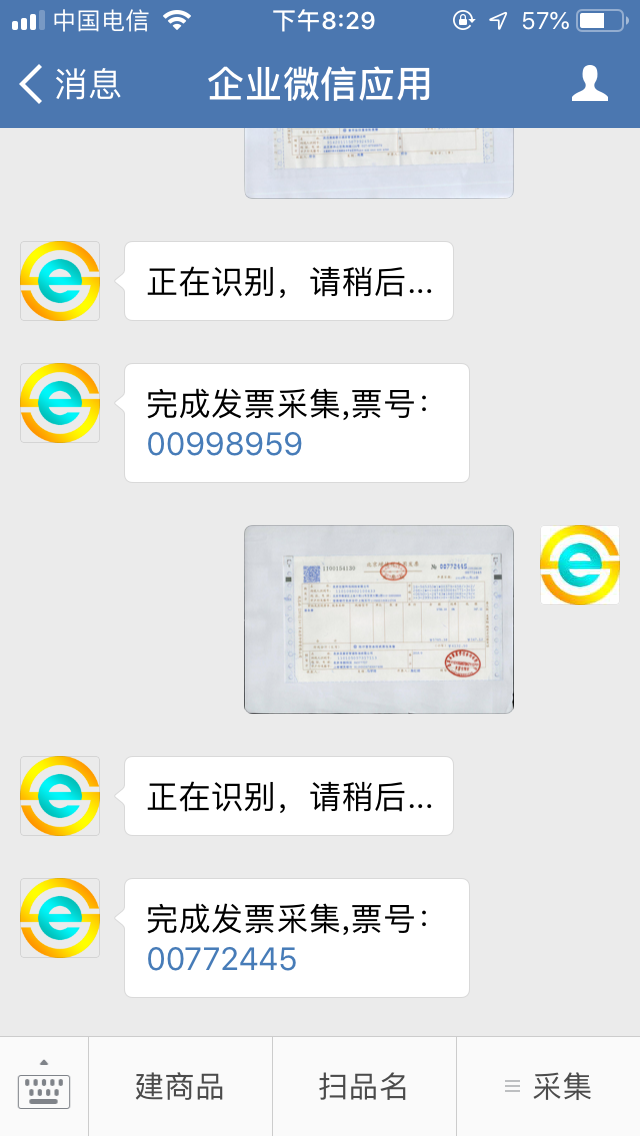 中国电信
下午8:29
57%
消息
企业微信应用
正在识别，请稍后...
完成发票采集,票号：
00998959
1100154130
№ 00772445
正在识别，请稍后...
完成发票采集,票号：
00772445
建商品
扫品名
采集